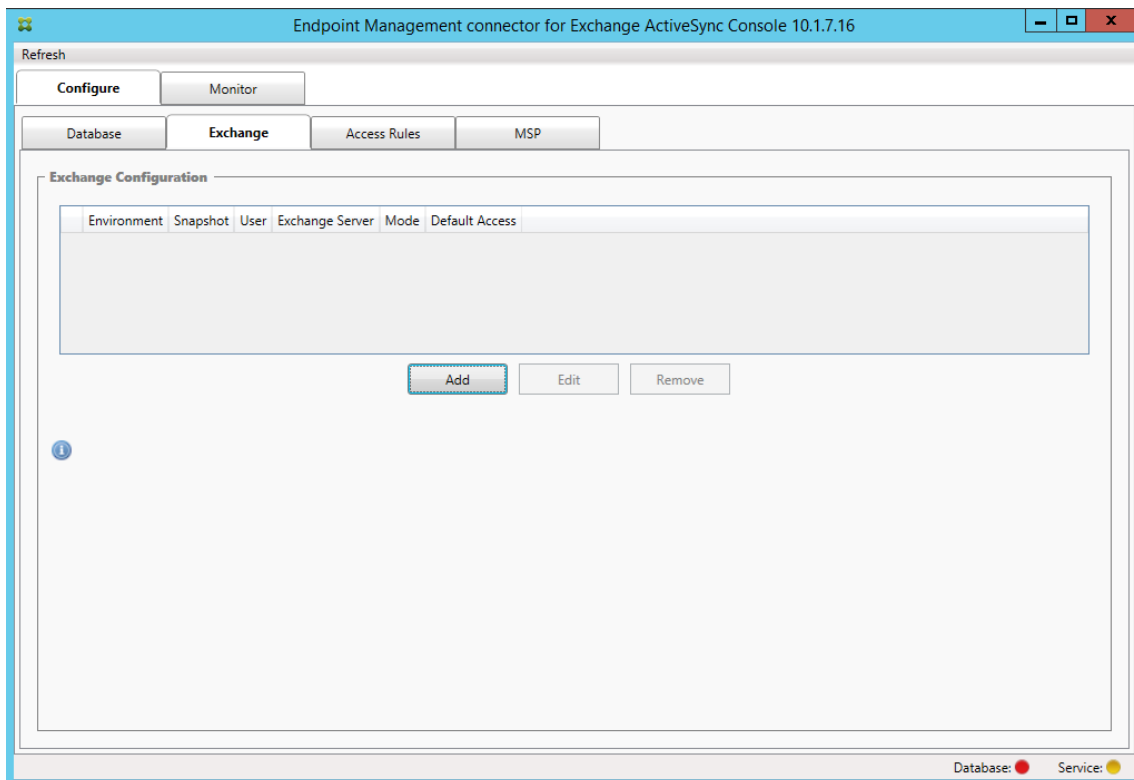 Endpoint Management connector for Exchange ActiveSync Console 10.1.7.16
Refresh
Configure Monitor
Database Exchange Access Rules MSP
Exchange Configuration
Environment Snapshot User Exchange Server Mode Default Access
Add Edit Remove
Database: Service: